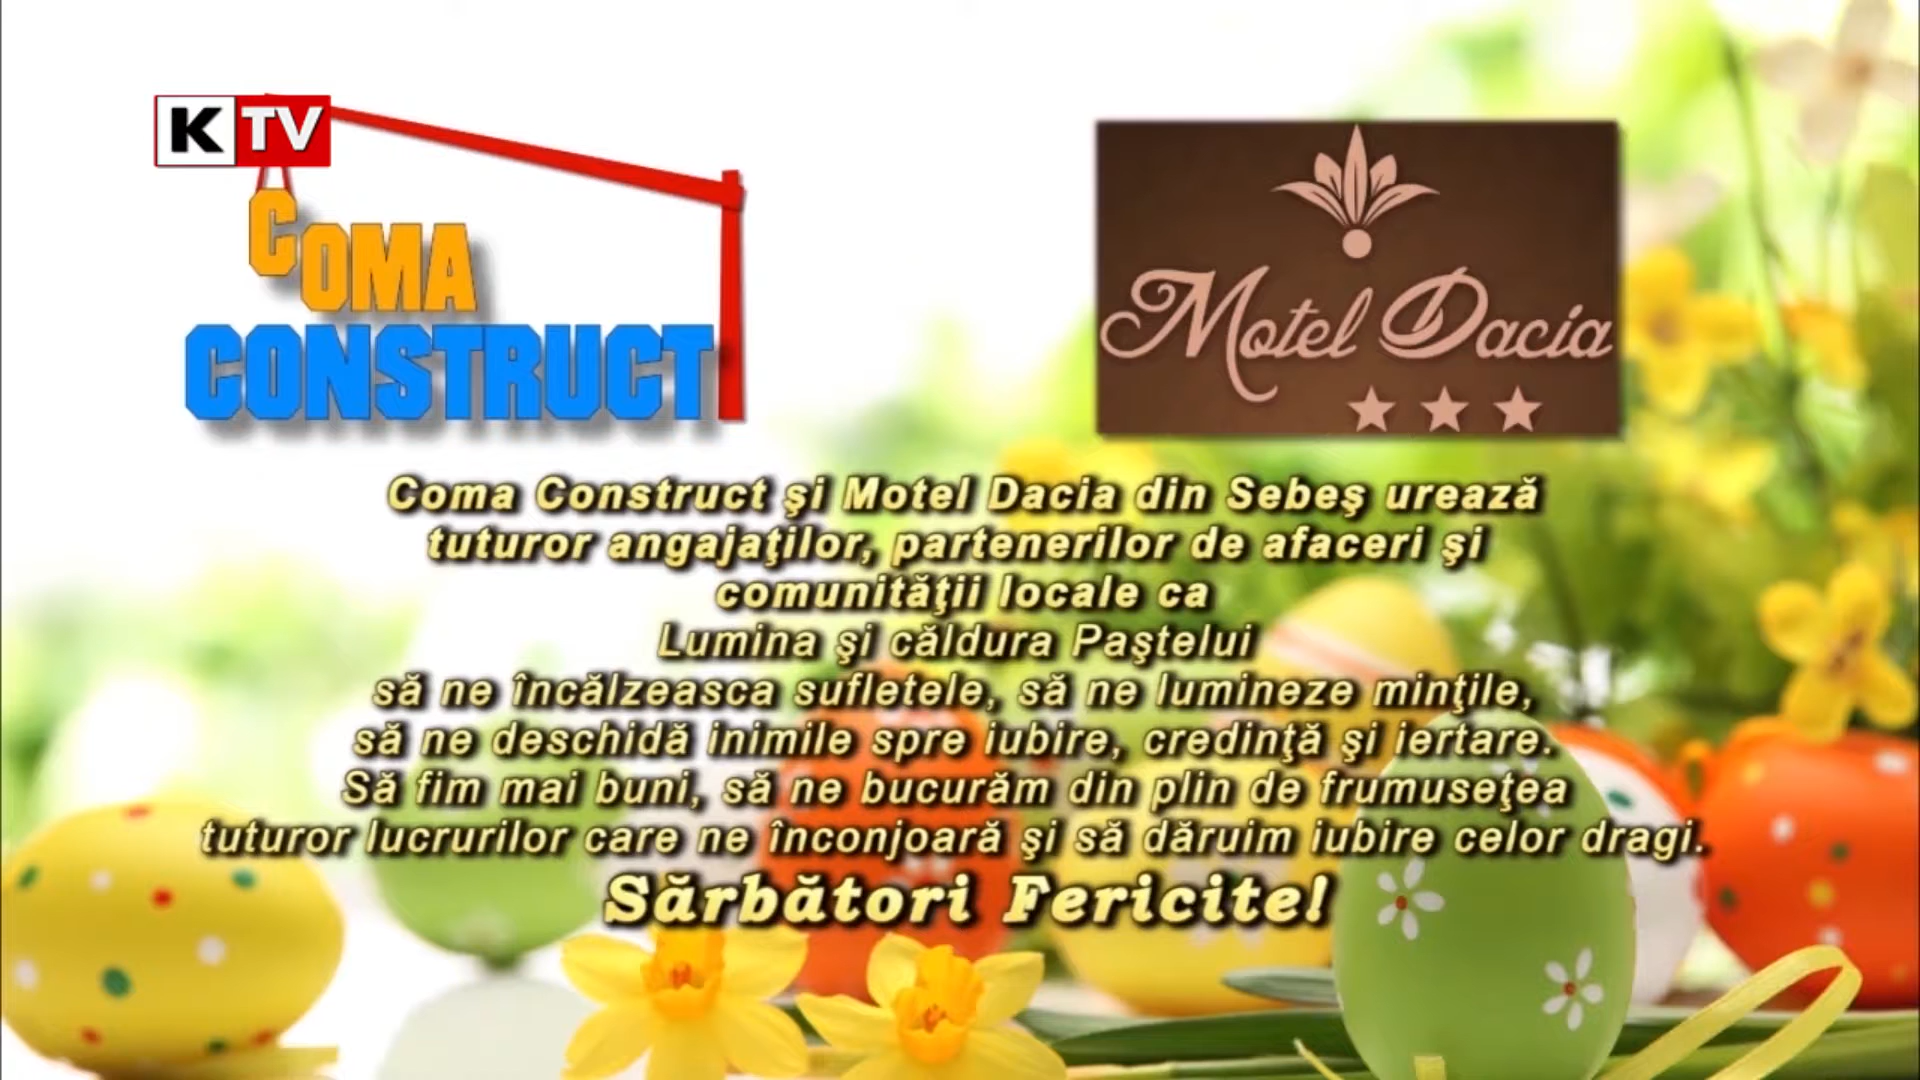 K TV
COMA
CONSTRUCT
Motel Dacia
Coma Construct şi Motel Dacia din Sebeş urează
tuturor angajaţilor, partenerilor de afaceri şi
comunităţii locale ca
Lumina şi căldura Paştelui
să ne încălzeasca sufletele, să ne lumineze minţile,
să ne deschidă inimile spre iubire, credinţă şi iertare.
Să fim mai buni, să ne bucurăm din plin de frumuseţea
tuturor lucrurilor care ne înconjoară şi să dăruim iubire celor dragi.
Sărbători Fericite!